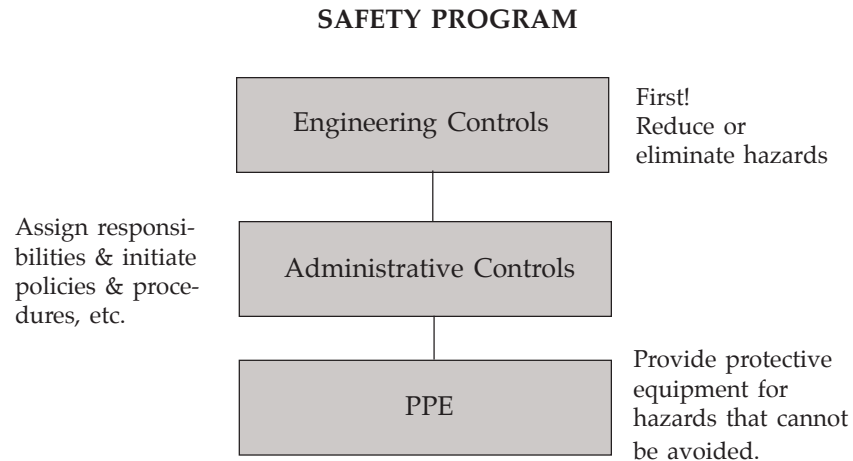 SAFETY PROGRAM
Engineering Controls
First!
Reduce or
eliminate hazards
Assign responsi-
bilities & initiate
policies & proce-
dures, etc.
Administrative Controls
PPE
Provide protective
equipment for
hazards that cannot
be avoided.